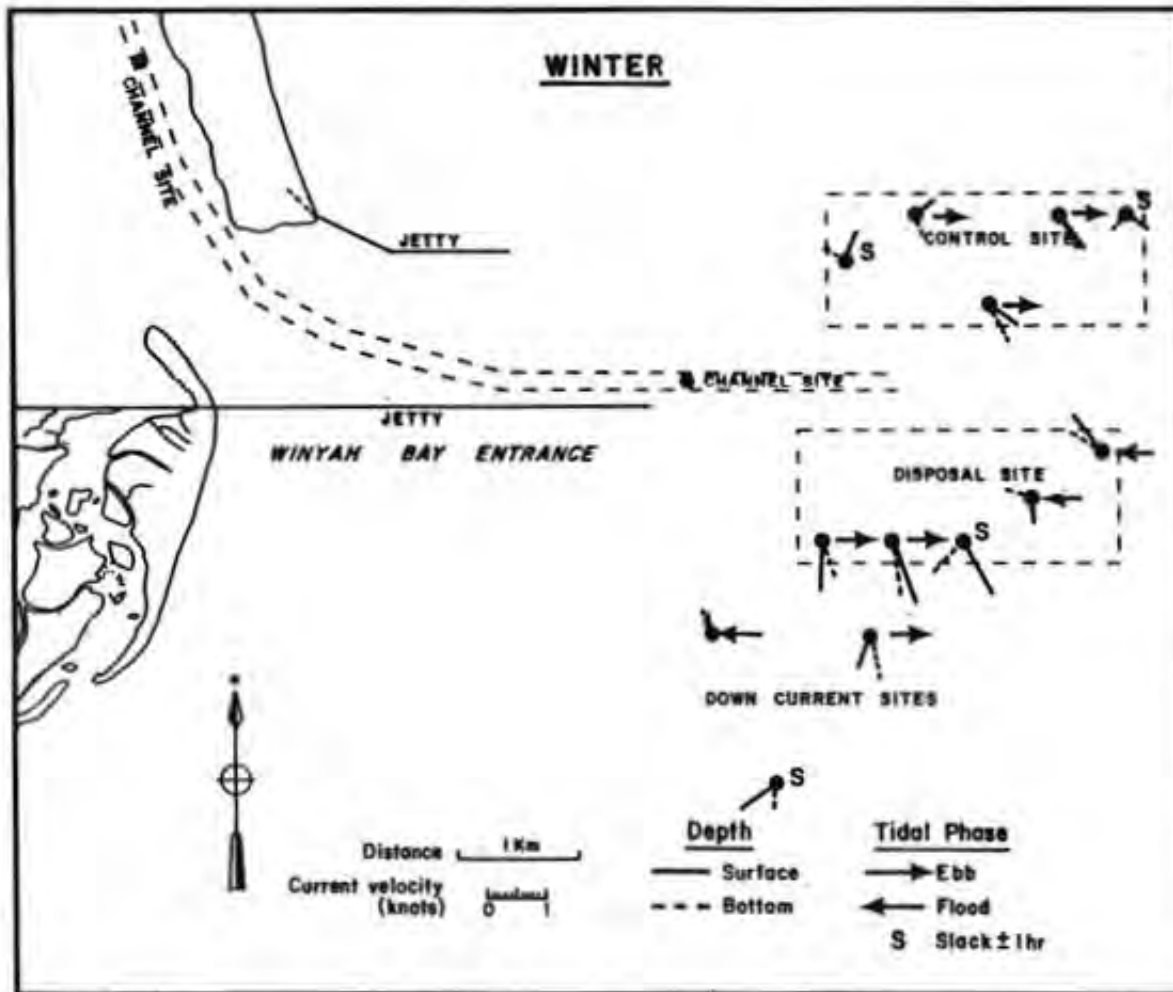 WINTER
CHANNEL SITE
JETTY
S
CONTROL SITE
S
CHANNEL SITE
JETTY
WINYAH BAY ENTRANCE
DISPOSAL SITE
S
DOWN CURRENT SITES
S
Depth
Surface
Bottom
Tidal Phase
Ebb
Flood
S Slack ± 1hr
Distance 1 Km
Current velocity
(knots) 0 1